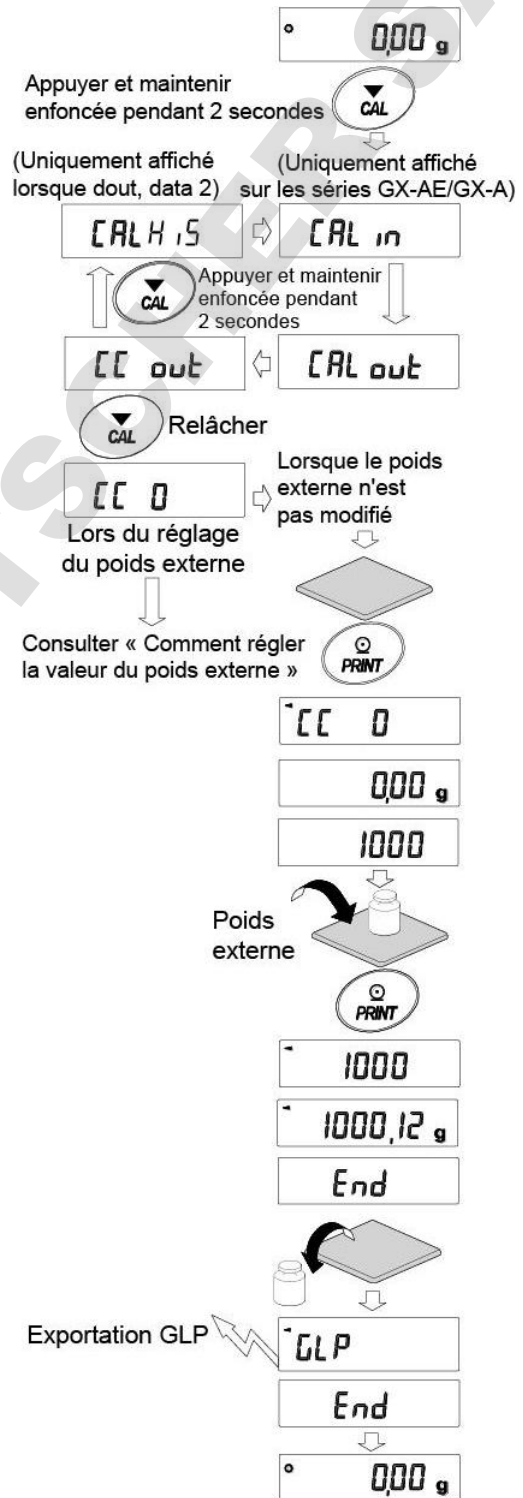 0,00 g
Appuyer et maintenir
enfoncée pendant 2 secondes
CAL
(Uniquement affiché
lorsque dout, data 2)
(Uniquement affiché
sur les séries GX-AE/GX-A)
CALHiS
CAL in
CAL
Appuyer et maintenir
enfoncée pendant
2 secondes
CC out
CAL out
CAL
Relâcher
CC 0
Lorsque le poids
externe n'est
pas modifié
Lors du réglage
du poids externe
Consulter « Comment régler
la valeur du poids externe »
PRINT
CC 0
0,00 g
1000
Poids
externe
PRINT
1000
1000,12 g
End
Exportation GLP
GLP
End
0,00 g